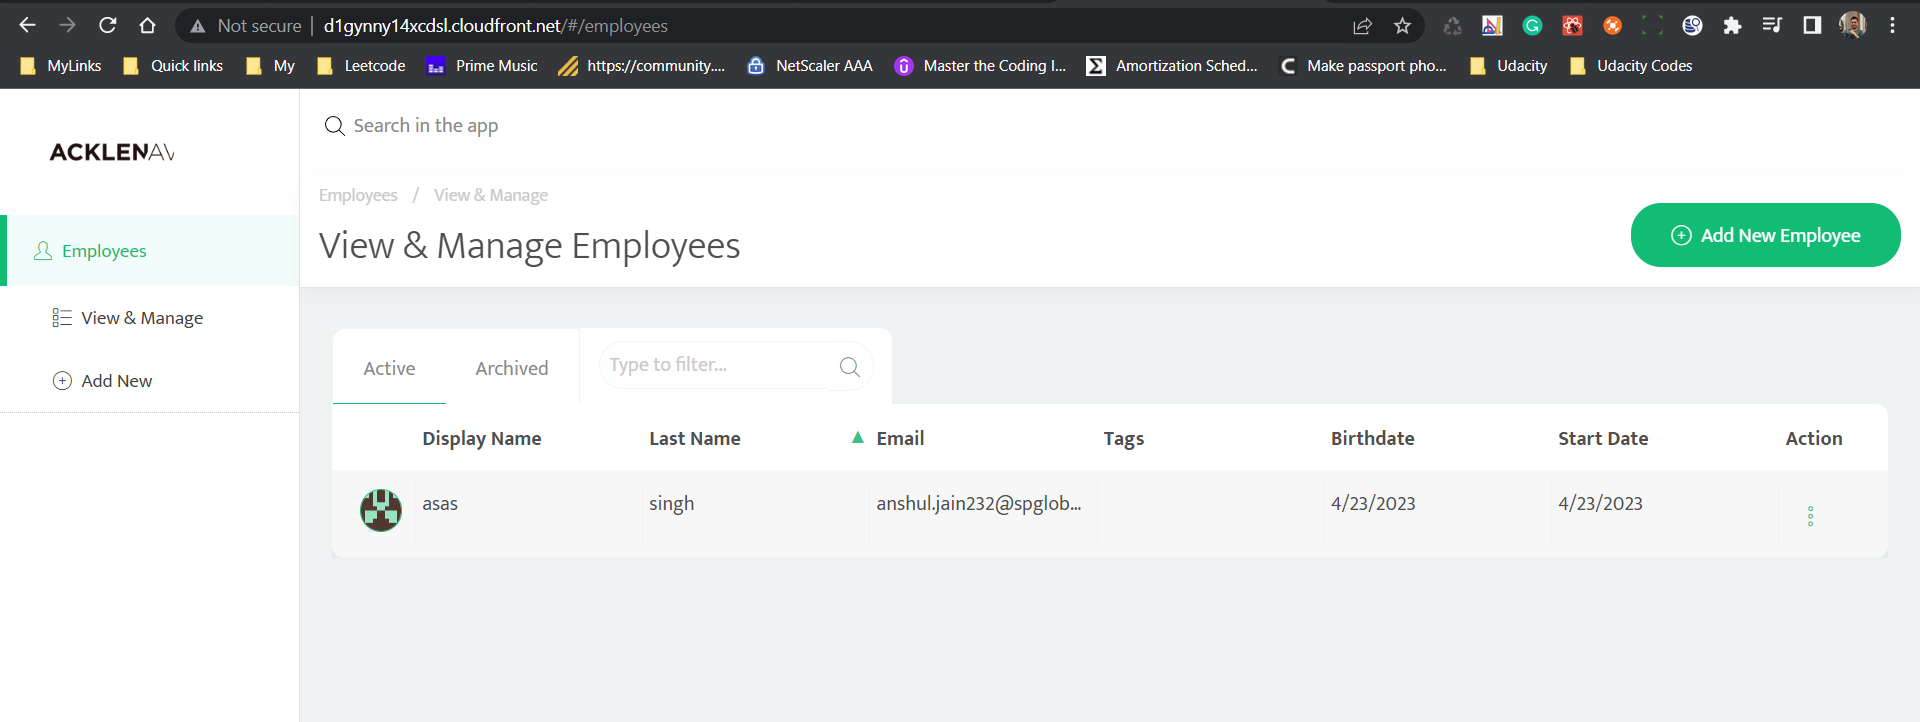 Not secure d1gynny14xcdsl.cloudfront.net/#/employees
MyLinks Quick links My Leetcode Prime Music https://community.... NetScaler AAA Master the Coding I... Amortization Sched... Make passport pho... Udacity Udacity Codes
Search in the app
ACKLENAV
Employees / View & Manage
View & Manage Employees
Add New Employee
Employees
View & Manage
Add New
Active Archived Type to filter...
Display Name Last Name Email Tags Birthdate Start Date Action
asas singh anshul.jain232@spglob... 4/23/2023 4/23/2023